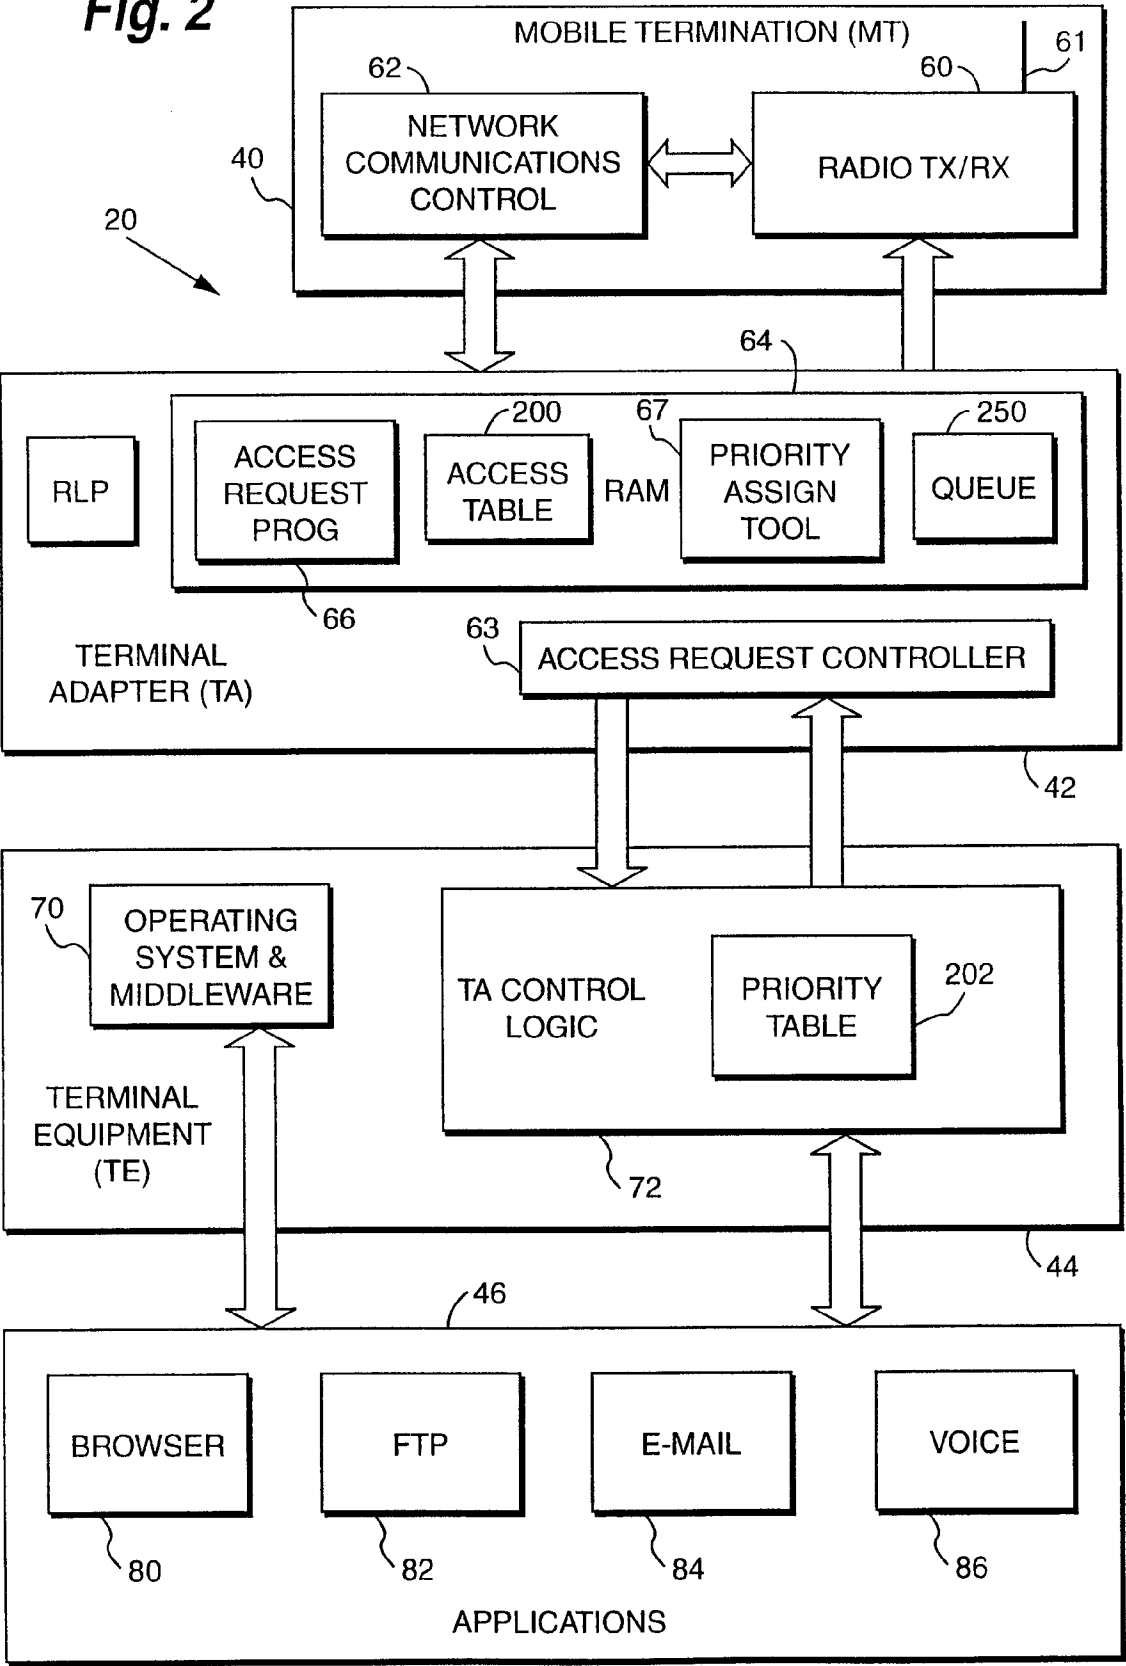 Fig. 2
MOBILE TERMINATION (MT)
61
62
60
NETWORK
COMMUNICATIONS
CONTROL
RADIO TX/RX
40
20
64
200
67
250
RLP
ACCESS
REQUEST
PROG
ACCESS
TABLE
RAM
PRIORITY
ASSIGN
TOOL
QUEUE
66
63
ACCESS REQUEST CONTROLLER
TERMINAL
ADAPTER (TA)
42
70
OPERATING
SYSTEM &
MIDDLEWARE
TA CONTROL
LOGIC
PRIORITY
TABLE
202
TERMINAL
EQUIPMENT
(TE)
72
44
46
BROWSER
FTP
E-MAIL
VOICE
80
82
84
86
APPLICATIONS